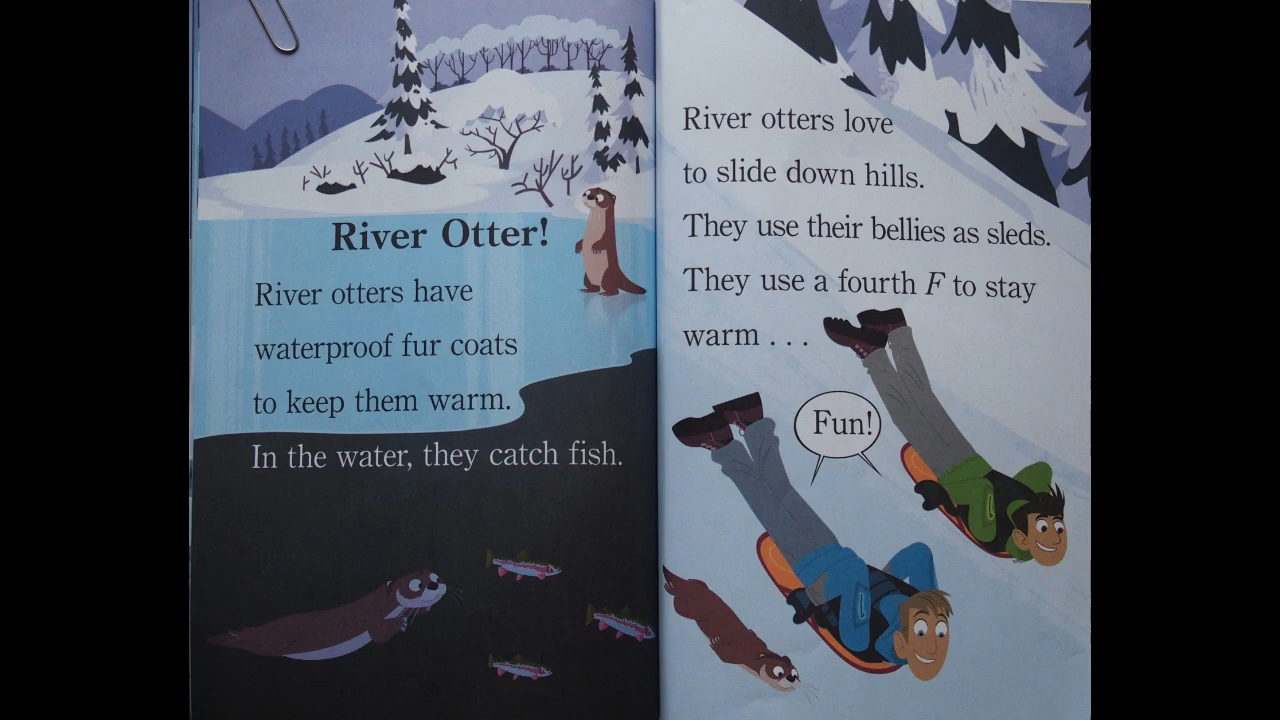 River Otter!
River otters have
waterproof fur coats
to keep them warm.
In the water, they catch fish.
River otters love
to slide down hills.
They use their bellies as sleds.
They use a fourth F to stay
warm . . .
Fun!